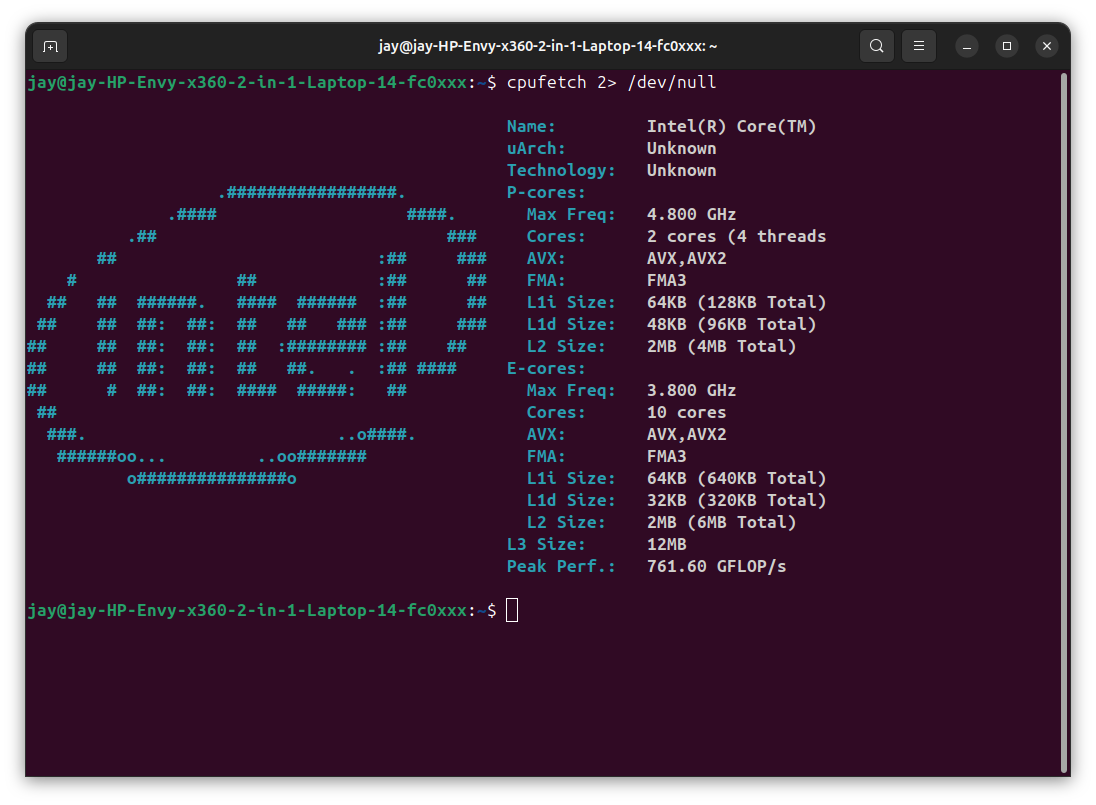 jay@jay-HP-Envy-x360-2-in-1-Laptop-14-fc0xxx: ~
jay@jay-HP-Envy-x360-2-in-1-Laptop-14-fc0xxx:~$ cpufetch 2> /dev/null
Name: Intel(R) Core(TM)
uArch: Unknown
Technology: Unknown
.#################. P-cores:
.####                   ####. Max Freq: 4.800 GHz
.##                             ### Cores: 2 cores (4 threads
##                          :##     ### AVX: AVX,AVX2
#                ##            :##      ## FMA: FMA3
##   ##  ######.   ####  ######  :##      ## L1i Size: 64KB (128KB Total)
##    ##  ##:  ##:  ##   ##   ### :##     ### L1d Size: 48KB (96KB Total)
##     ##  ##:  ##:  ##  :######## :##    ## L2 Size: 2MB (4MB Total)
##     ##  ##:  ##:  ##   ##.   .  :## #### E-cores:
##      #  ##:  ##:  ####  #####:   ## Max Freq: 3.800 GHz
## Cores: 10 cores
###.                         ..o####. AVX: AVX,AVX2
######oo...         ..oo####### FMA: FMA3
o###############o L1i Size: 64KB (640KB Total)
L1d Size: 32KB (320KB Total)
L2 Size: 2MB (6MB Total)
L3 Size: 12MB
Peak Perf.: 761.60 GFLOP/s
jay@jay-HP-Envy-x360-2-in-1-Laptop-14-fc0xxx:~$